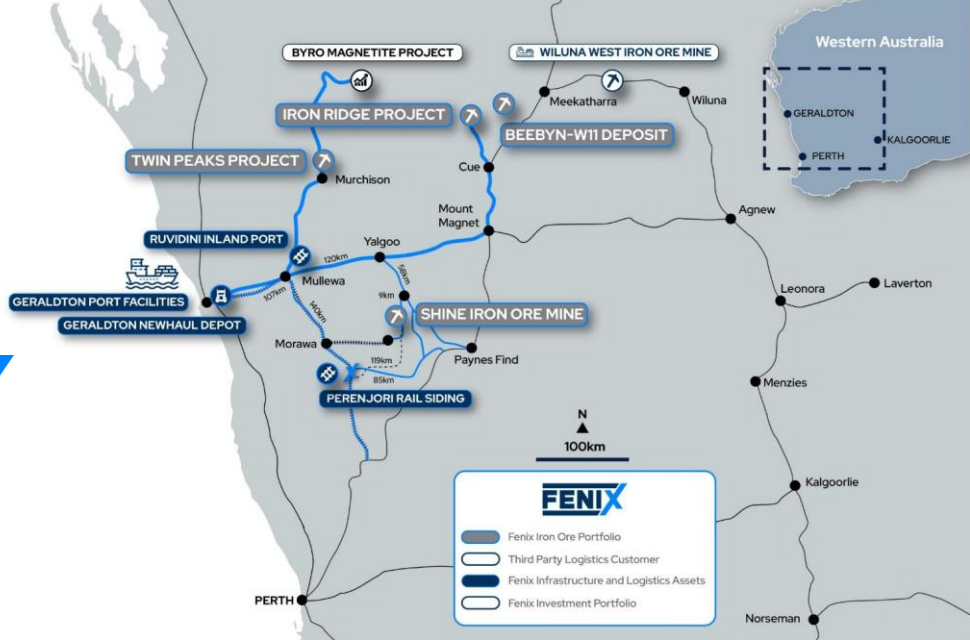 BYRO MAGNETITE PROJECT
WILUNA WEST IRON ORE MINE
Western Australia
Meekatharra
Wiluna
IRON RIDGE PROJECT
BEEBYN-W11 DEPOSIT
GERALDTON
KALGOORLIE
PERTH
TWIN PEAKS PROJECT
Cue
Murchison
Mount
Magnet
Agnew
RUVIDINI INLAND PORT
Yalgoo
120km
58km
Mullewa
107km
Leonora
Laverton
GERALDTON PORT FACILITIES
9km
140km
SHINE IRON ORE MINE
GERALDTON NEWHAUL DEPOT
Morawa
119km
Paynes Find
85km
Menzies
PERENJORI RAIL SIDING
N
100km
Kalgoorlie
FENIX
Fenix Iron Ore Portfolio
Third Party Logistics Customer
Fenix Infrastructure and Logistics Assets
Fenix Investment Portfolio
PERTH
Norseman